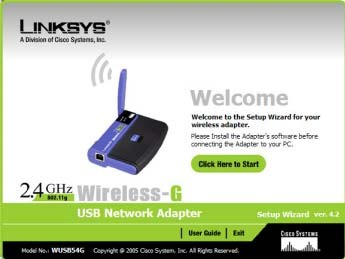 LINKSYS®
A Division of Cisco Systems, Inc.
Welcome
Welcome to the Setup Wizard for your
wireless adapter.
Please Install the Adapter's software before
connecting the Adapter to your PC.
Click Here to Start
2.4 GHz
802.11g
Wireless-G
USB Network Adapter
Setup Wizard ver. 4.2
User Guide | Exit
CISCO SYSTEMS
Model No.: WUSB54G Copyright @ 2005 Cisco System, Inc. All Rights Reserved.